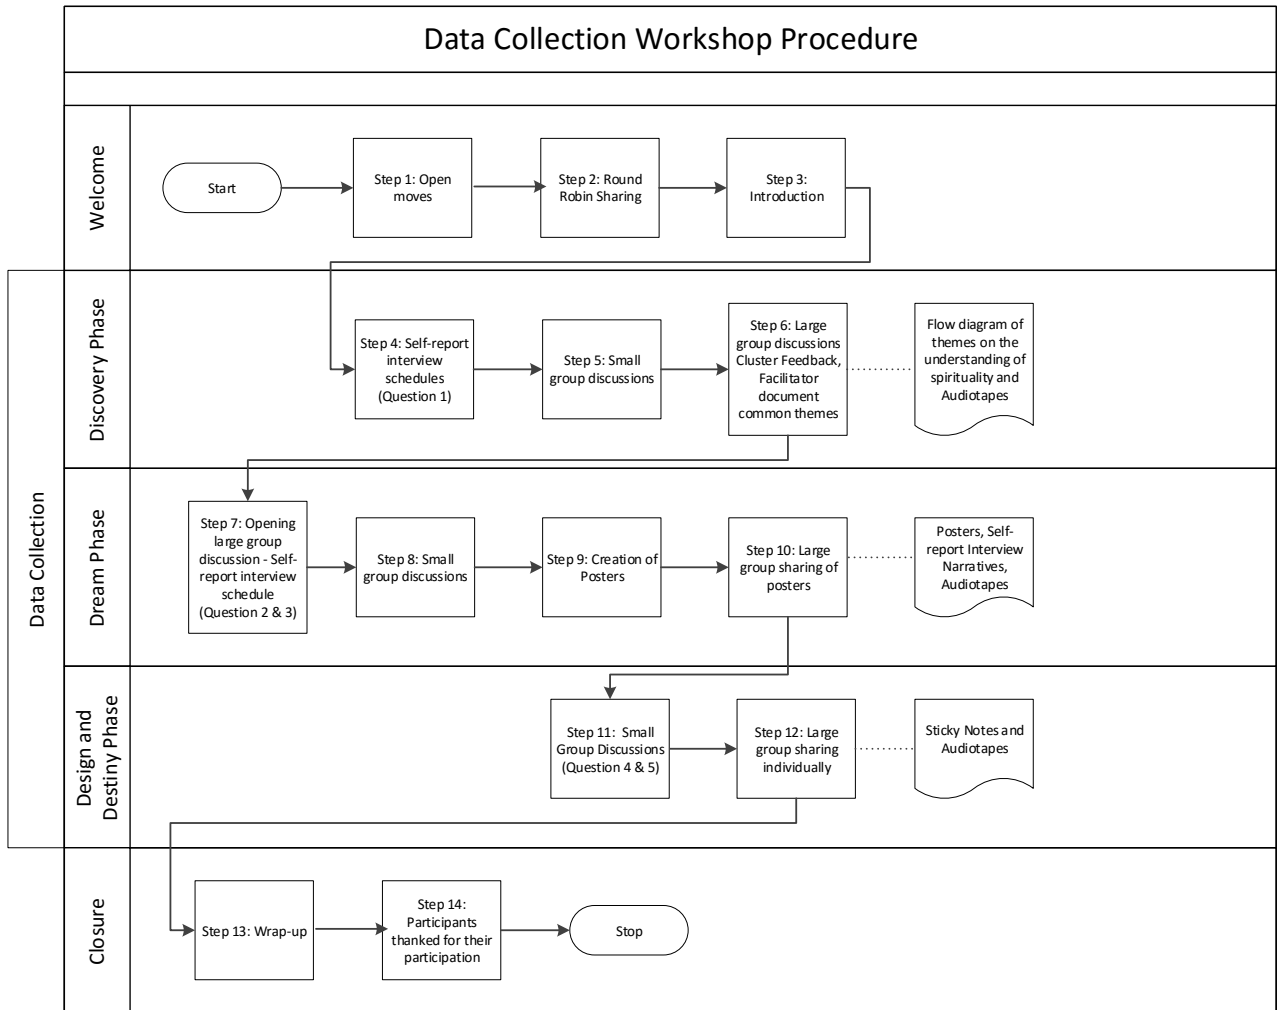 Data Collection Workshop Procedure
Welcome
Start
Step 1: Open
moves
Step 2: Round
Robin Sharing
Step 3:
Introduction
Data Collection
Discovery Phase
Step 4: Self-report
interview
schedules
(Question 1)
Step 5: Small
group discussions
Step 6: Large
group discussions
Cluster Feedback,
Facilitator
document
common themes
Flow diagram of
themes on the
understanding of
spirituality and
Audiotapes
Dream Phase
Step 7: Opening
large group
discussion - Self-
report interview
schedule
(Question 2 & 3)
Step 8: Small
group discussions
Step 9: Creation of
Posters
Step 10: Large
group sharing of
posters
Posters, Self-
report Interview
Narratives,
Audiotapes
Design and
Destiny Phase
Step 11:  Small
Group Discussions
(Question 4 & 5)
Step 12: Large
group sharing
individually
Sticky Notes and
Audiotapes
Closure
Step 13: Wrap-up
Step 14:
Participants
thanked for their
participation
Stop